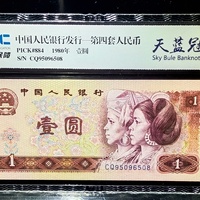 中国人民银行发行—第四套人民币
PICK#884 1980年 壹圆
S/N CQ95096508
天蓝冠
Sky Bule Banknot
中国人民银行
壹圆
CQ95096508
1
1